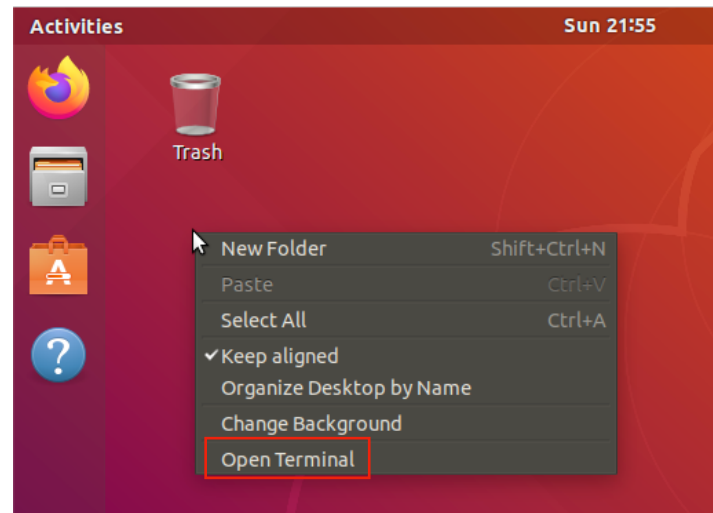 Activities Sun 21:55
Trash
New Folder Shift+Ctrl+N
Paste Ctrl+V
Select All Ctrl+A
Keep aligned
Organize Desktop by Name
Change Background
Open Terminal